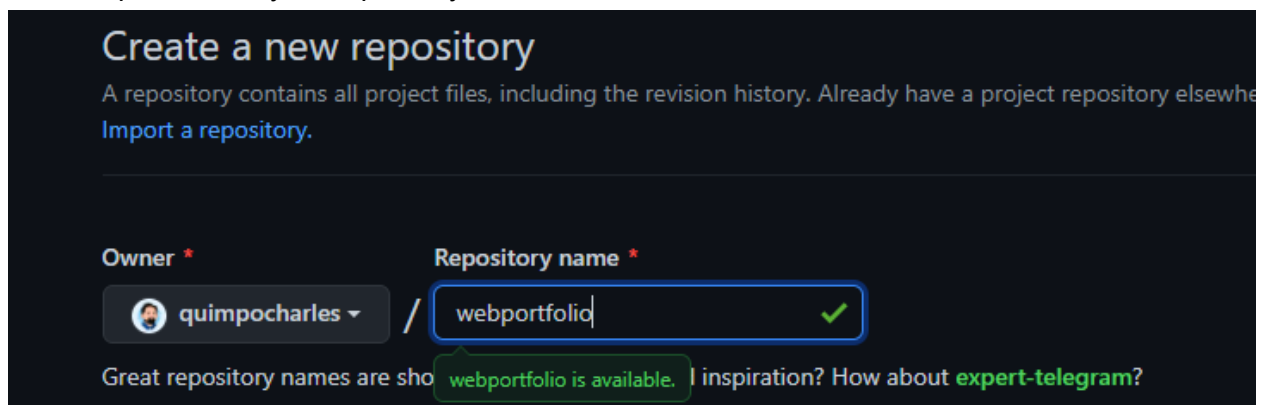 Create a new repository
A repository contains all project files, including the revision history. Already have a project repository elsewhe
Import a repository.
Owner *
Repository name *
quimpocharles
/
webportfolio
Great repository names are sho
webportfolio is available.
inspiration? How about expert-telegram?